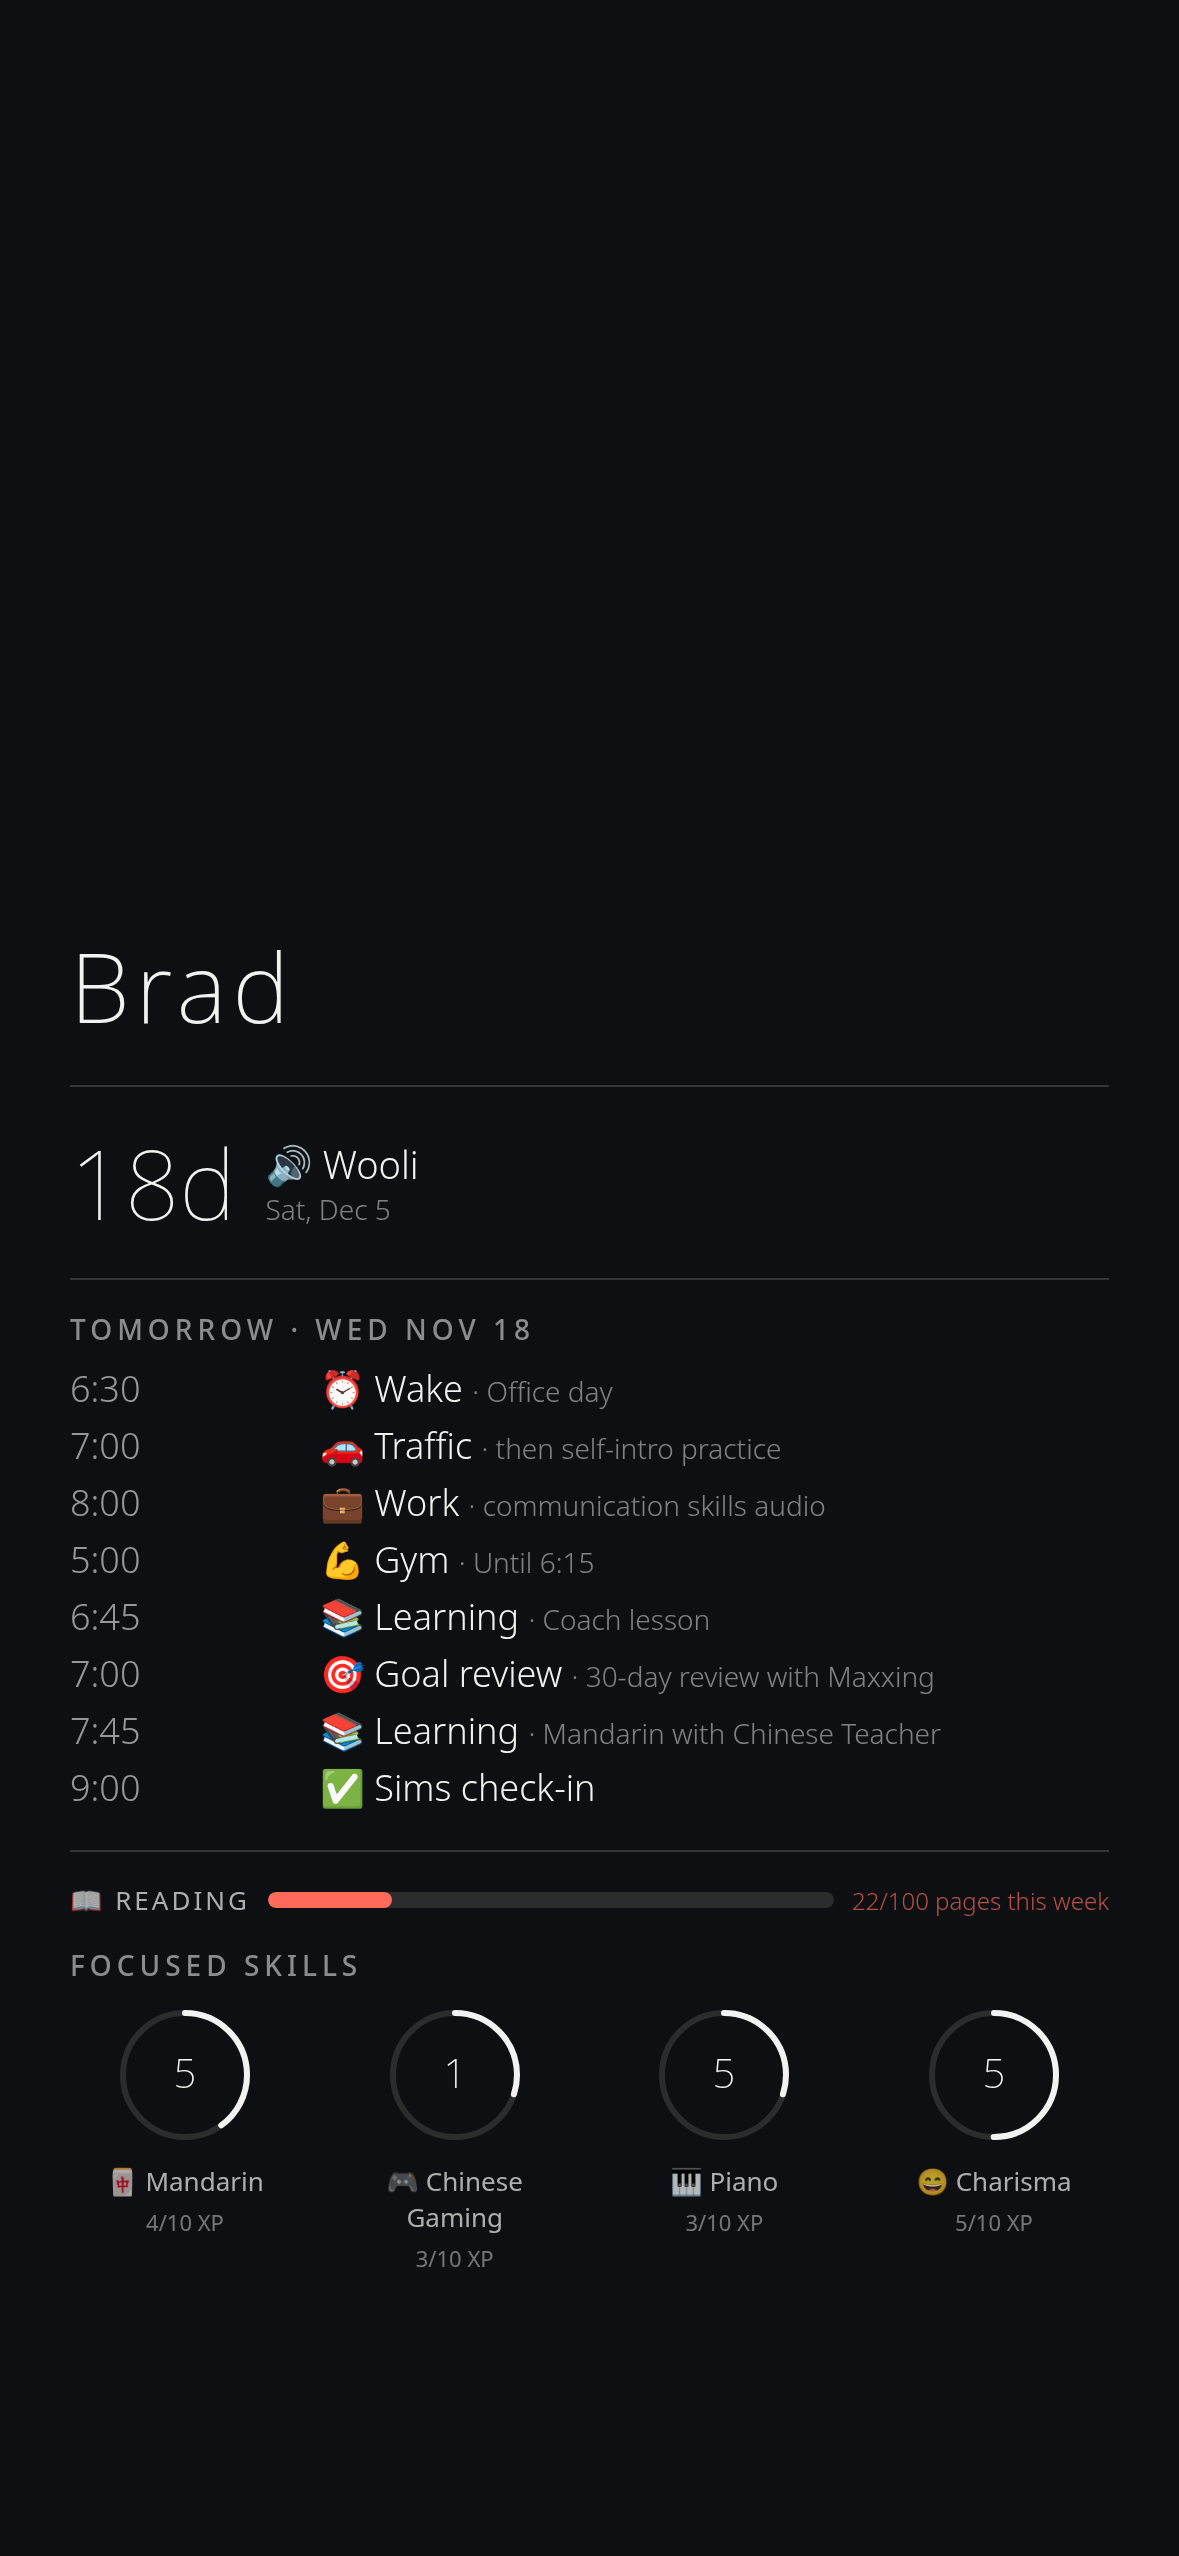 Brad
18d
🔊 Wooli
Sat, Dec 5
TOMORROW · WED NOV 18
6:30 ⏰ Wake · Office day
7:00 🚗 Traffic · then self-intro practice
8:00 💼 Work · communication skills audio
5:00 💪 Gym · Until 6:15
6:45 📚 Learning · Coach lesson
7:00 🎯 Goal review · 30-day review with Maxxing
7:45 📚 Learning · Mandarin with Chinese Teacher
9:00 ✅ Sims check-in
📖 READING 22/100 pages this week
FOCUSED SKILLS
5
🀄 Mandarin
4/10 XP
1
🎮 Chinese
Gaming
3/10 XP
5
🎹 Piano
3/10 XP
5
😄 Charisma
5/10 XP